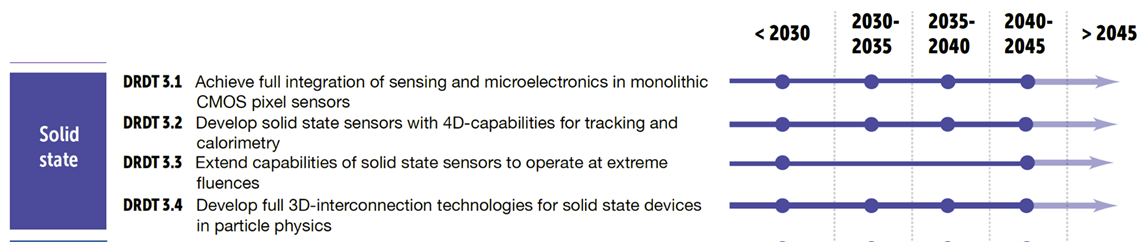 < 2030
2030-
2035
2035-
2040
2040-
2045
> 2045
Solid
state
DRDT 3.1 Achieve full integration of sensing and microelectronics in monolithic
CMOS pixel sensors
DRDT 3.2 Develop solid state sensors with 4D-capabilities for tracking and
calorimetry
DRDT 3.3 Extend capabilities of solid state sensors to operate at extreme
fluences
DRDT 3.4 Develop full 3D-interconnection technologies for solid state devices
in particle physics